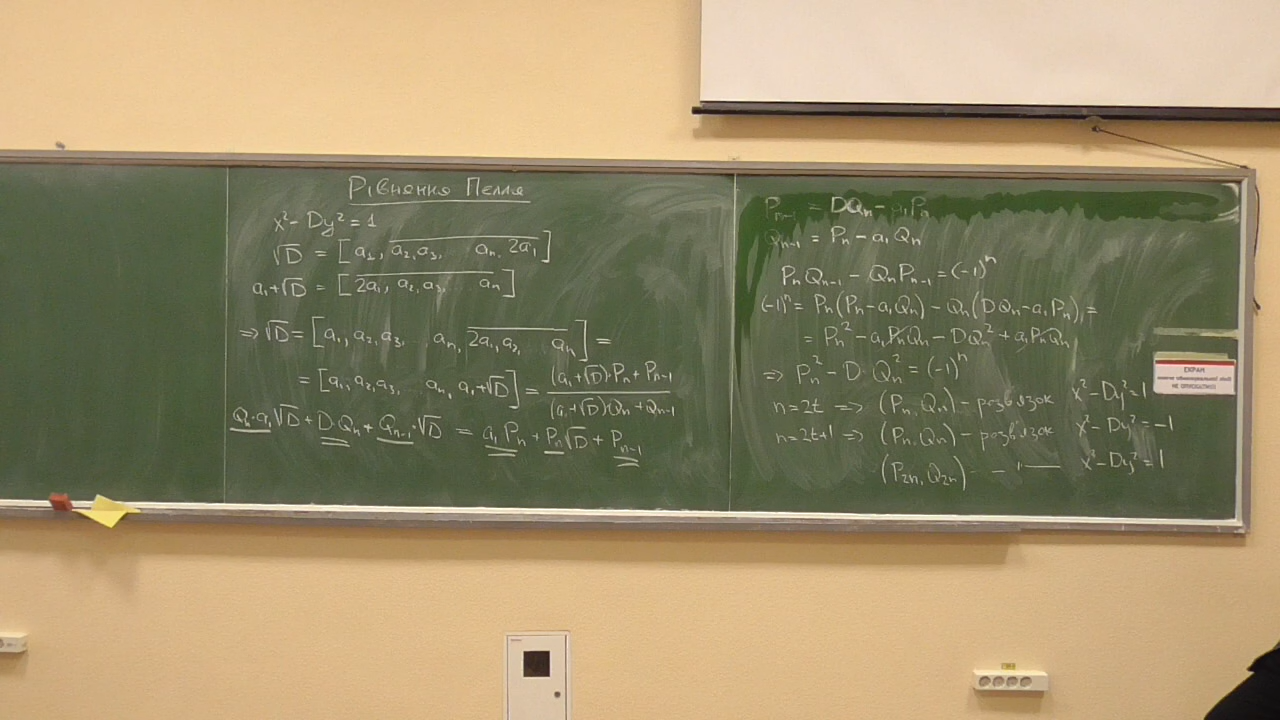 Рівняння Пелля
x² - Dy² = 1
√D = [a₁, a₂, a₃, ... aₙ, 2a₁]
a₁+√D = [2a₁, a₂, a₃, ... aₙ]
⇒ √D = [a₁, a₂, a₃, ... aₙ, 2a₁, a₂, ... aₙ] =
= [a₁, a₂, a₃, ... aₙ, a₁+√D] = ((a₁+√D)·Pₙ + Pₙ₋₁)/((a₁+√D)Qₙ + Qₙ₋₁)
Qₙ·a₁√D + D·Qₙ + Qₙ₋₁·√D = a₁Pₙ + Pₙ√D + Pₙ₋₁
Pₙ₋₁ = DQₙ - a₁Pₙ
Qₙ₋₁ = Pₙ - a₁Qₙ
PₙQₙ₋₁ - QₙPₙ₋₁ = (-1)ⁿ
(-1)ⁿ = Pₙ(Pₙ - a₁Qₙ) - Qₙ(DQₙ - a₁Pₙ) =
= Pₙ² - a₁PₙQₙ - DQₙ² + a₁PₙQₙ
⇒ Pₙ² - D·Qₙ² = (-1)ⁿ
n=2t ⇒ (Pₙ, Qₙ) - розв'язок x² - Dy² = 1
n=2t+1 ⇒ (Pₙ, Qₙ) - розв'язок x² - Dy² = -1
(P₂ₙ, Q₂ₙ) - — " — x² - Dy² = 1
ЕКРАН